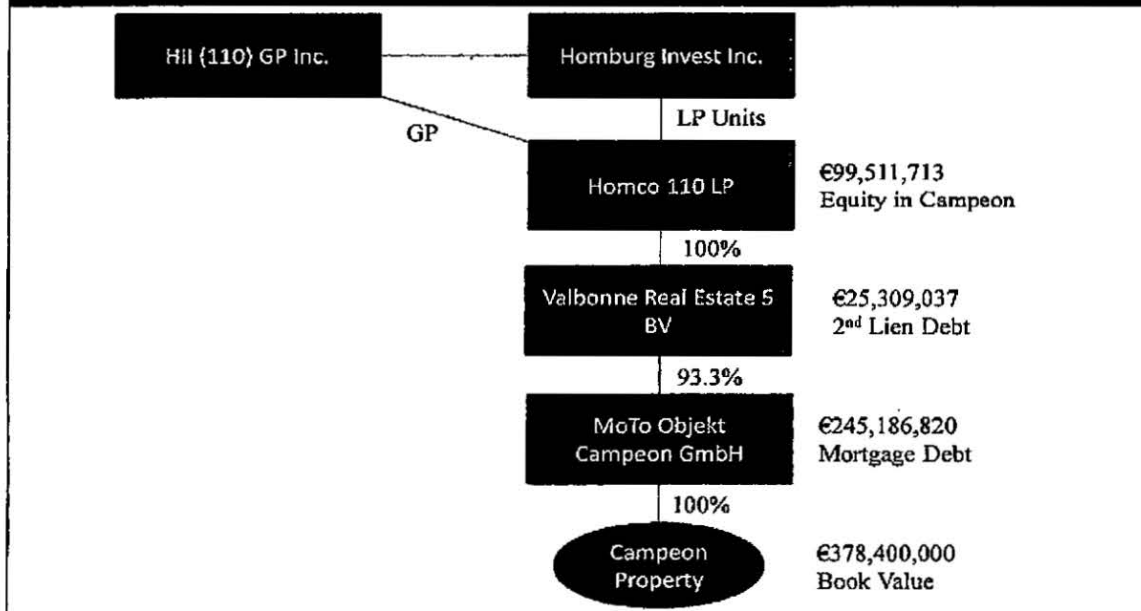 HII (110) GP Inc.
Homburg Invest Inc.
GP
LP Units
Homco 110 LP
€99,511,713
Equity in Campeon
100%
Valbonne Real Estate 5
BV
€25,309,037
2nd Lien Debt
93.3%
MoTo Objekt
Campeon GmbH
€245,186,820
Mortgage Debt
100%
Campeon
Property
€378,400,000
Book Value